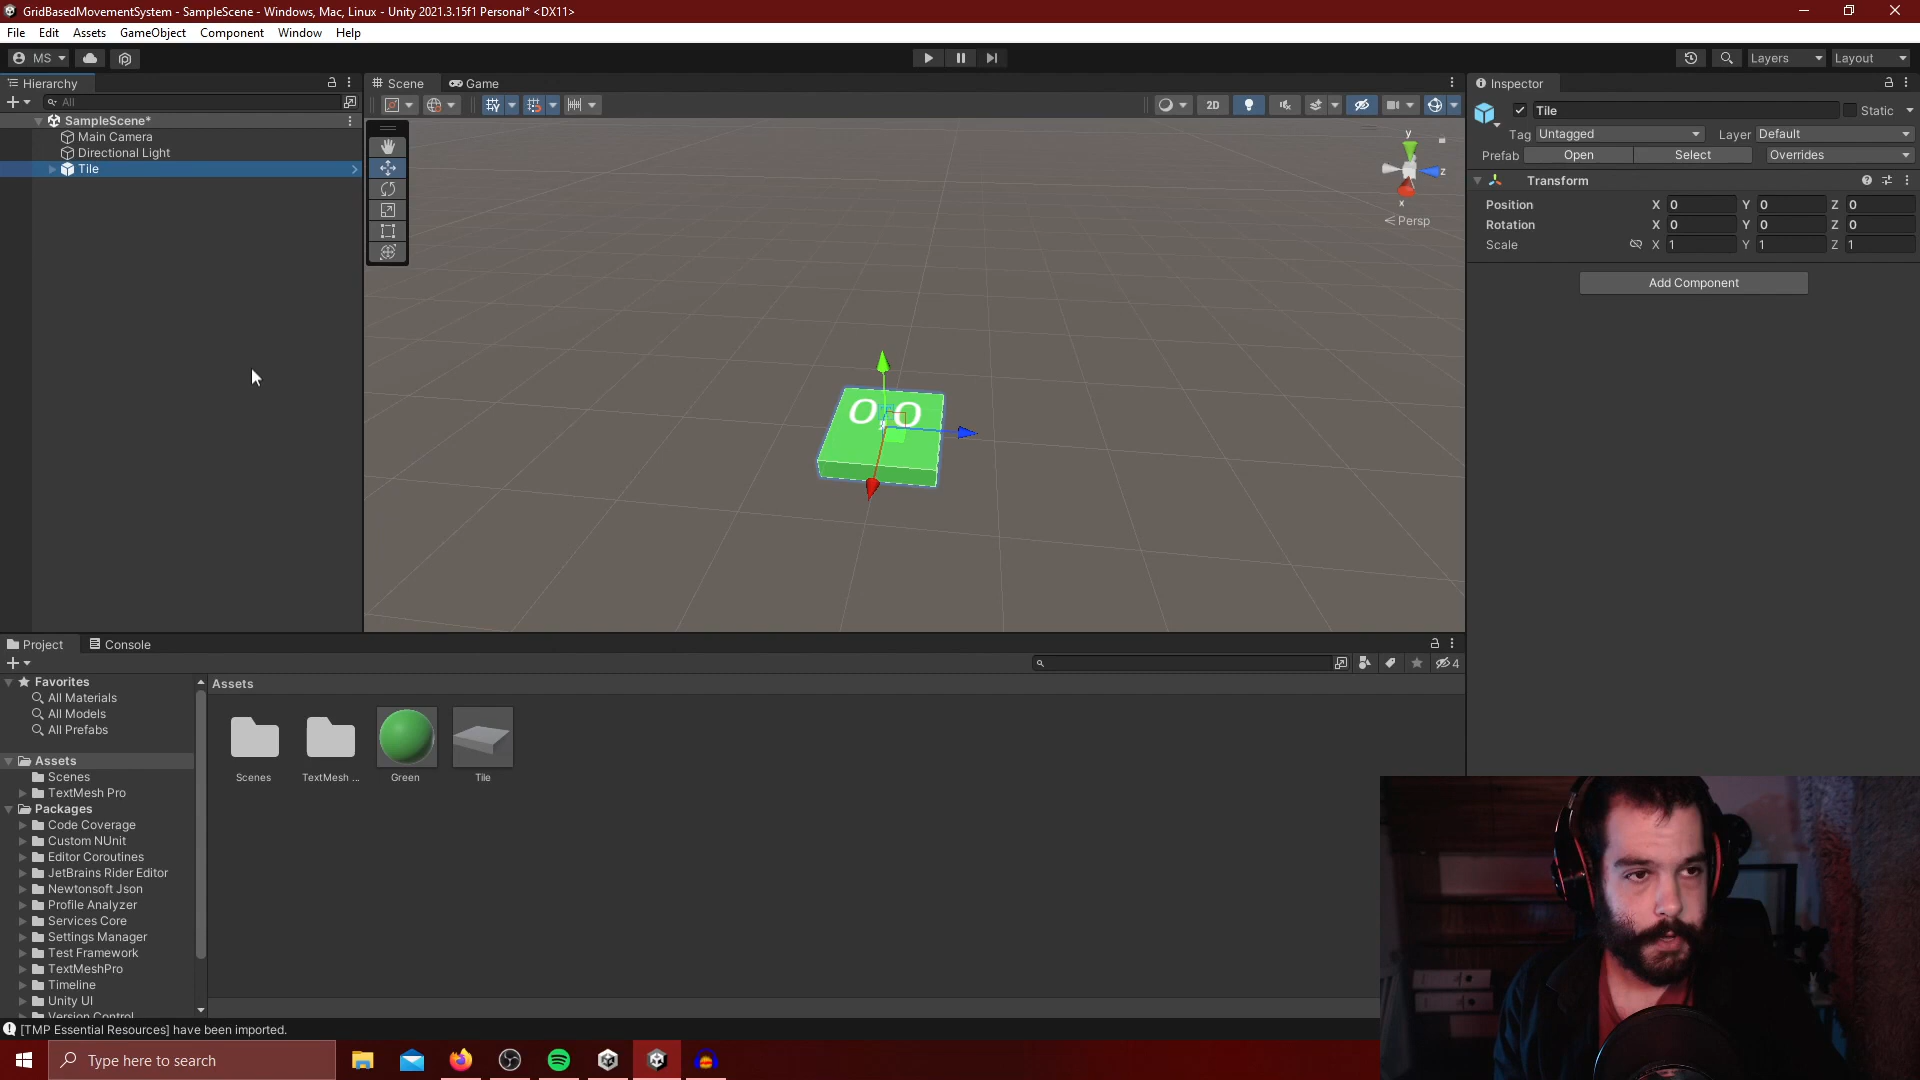 GridBasedMovementSystem - SampleScene - Windows, Mac, Linux - Unity 2021.3.15f1 Personal* <DX11>
File Edit Assets GameObject Component Window Help
MS Layers Layout
Hierarchy
All
SampleScene*
Main Camera
Directional Light
Tile
Scene Game
2D
y
z
x
Persp
0,0
Inspector
Tile Static
Tag Untagged Layer Default
Prefab Open Select Overrides
Transform
Position X 0 Y 0 Z 0
Rotation X 0 Y 0 Z 0
Scale X 1 Y 1 Z 1
Add Component
Project Console
4
Favorites
All Materials
All Models
All Prefabs
Assets
Scenes
TextMesh Pro
Packages
Code Coverage
Custom NUnit
Editor Coroutines
JetBrains Rider Editor
Newtonsoft Json
Profile Analyzer
Services Core
Settings Manager
Test Framework
TextMeshPro
Timeline
Unity UI
Version Control
Assets
Scenes TextMesh ... Green Tile
[TMP Essential Resources] have been imported.
Type here to search